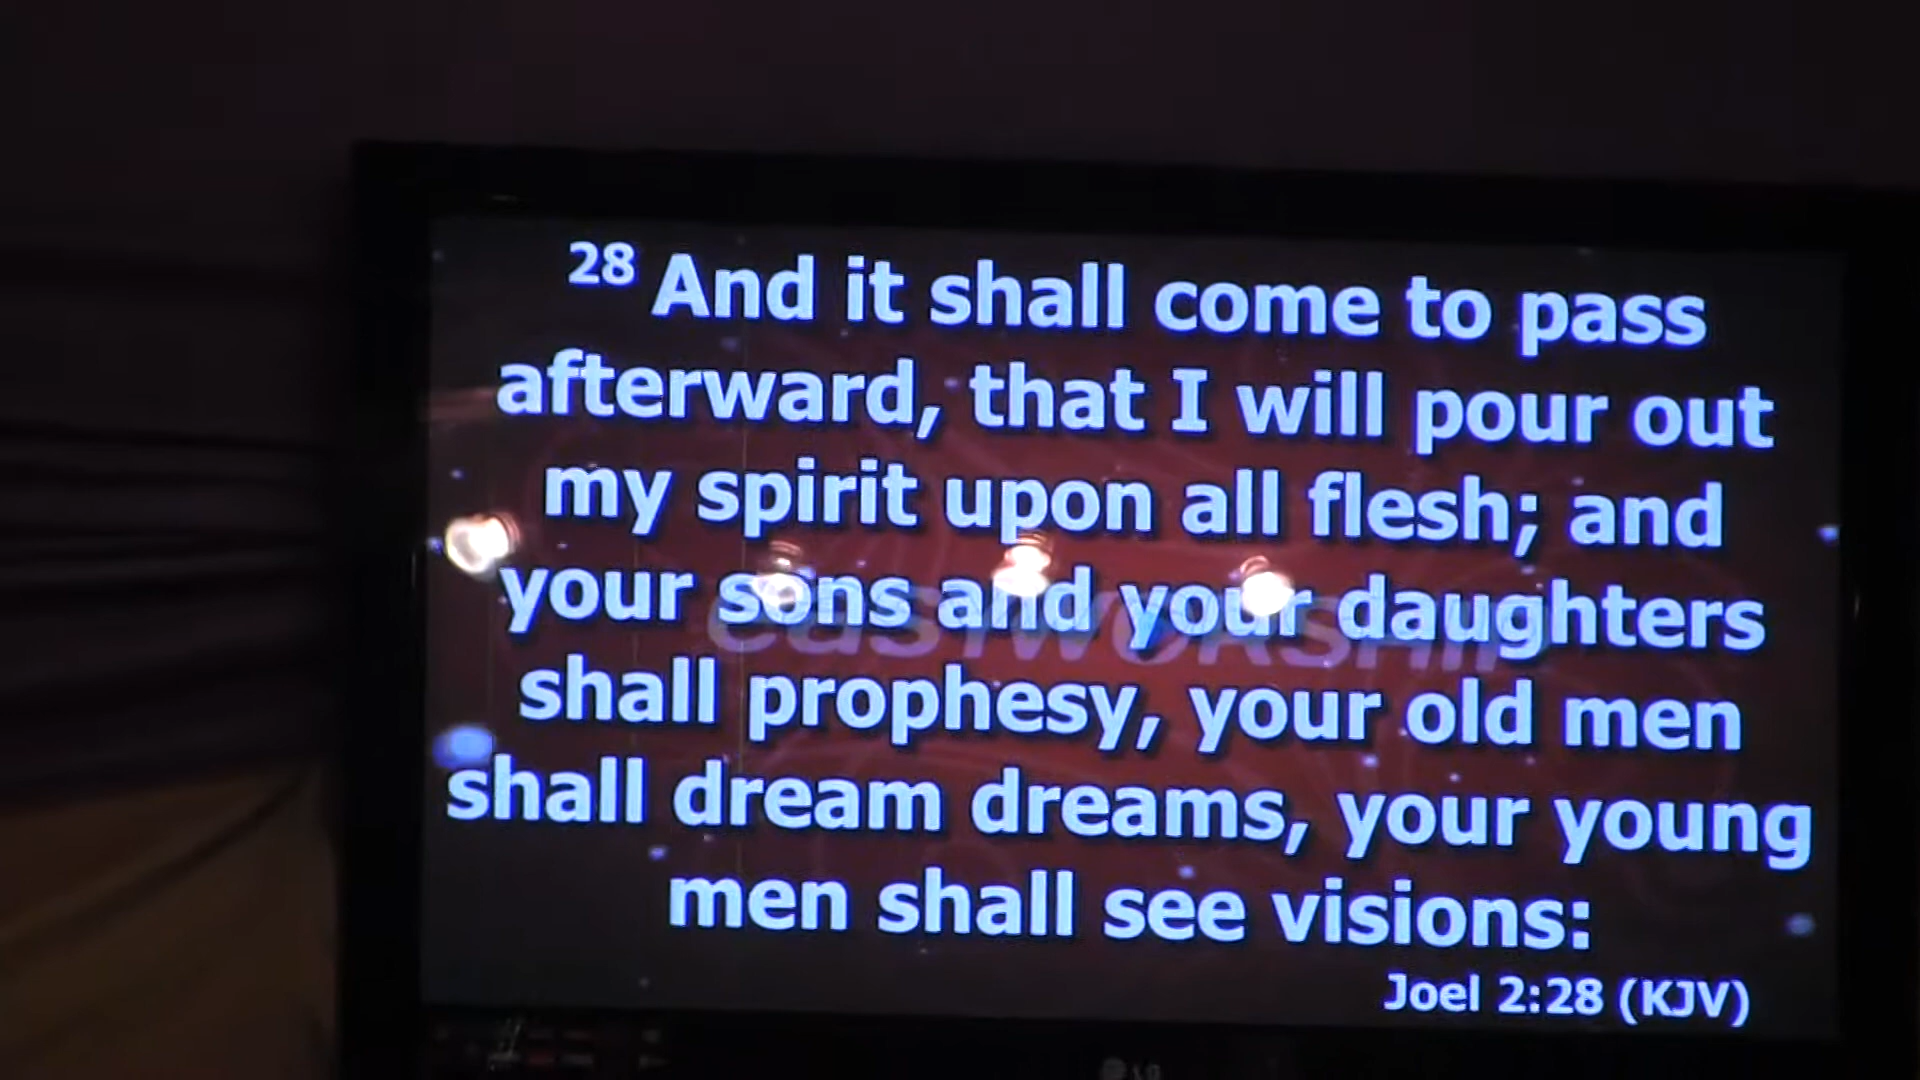 28 And it shall come to pass
afterward, that I will pour out
my spirit upon all flesh; and
your sons and your daughters
easyworship
shall prophesy, your old men
shall dream dreams, your young
men shall see visions:
Joel 2:28 (KJV)
LG